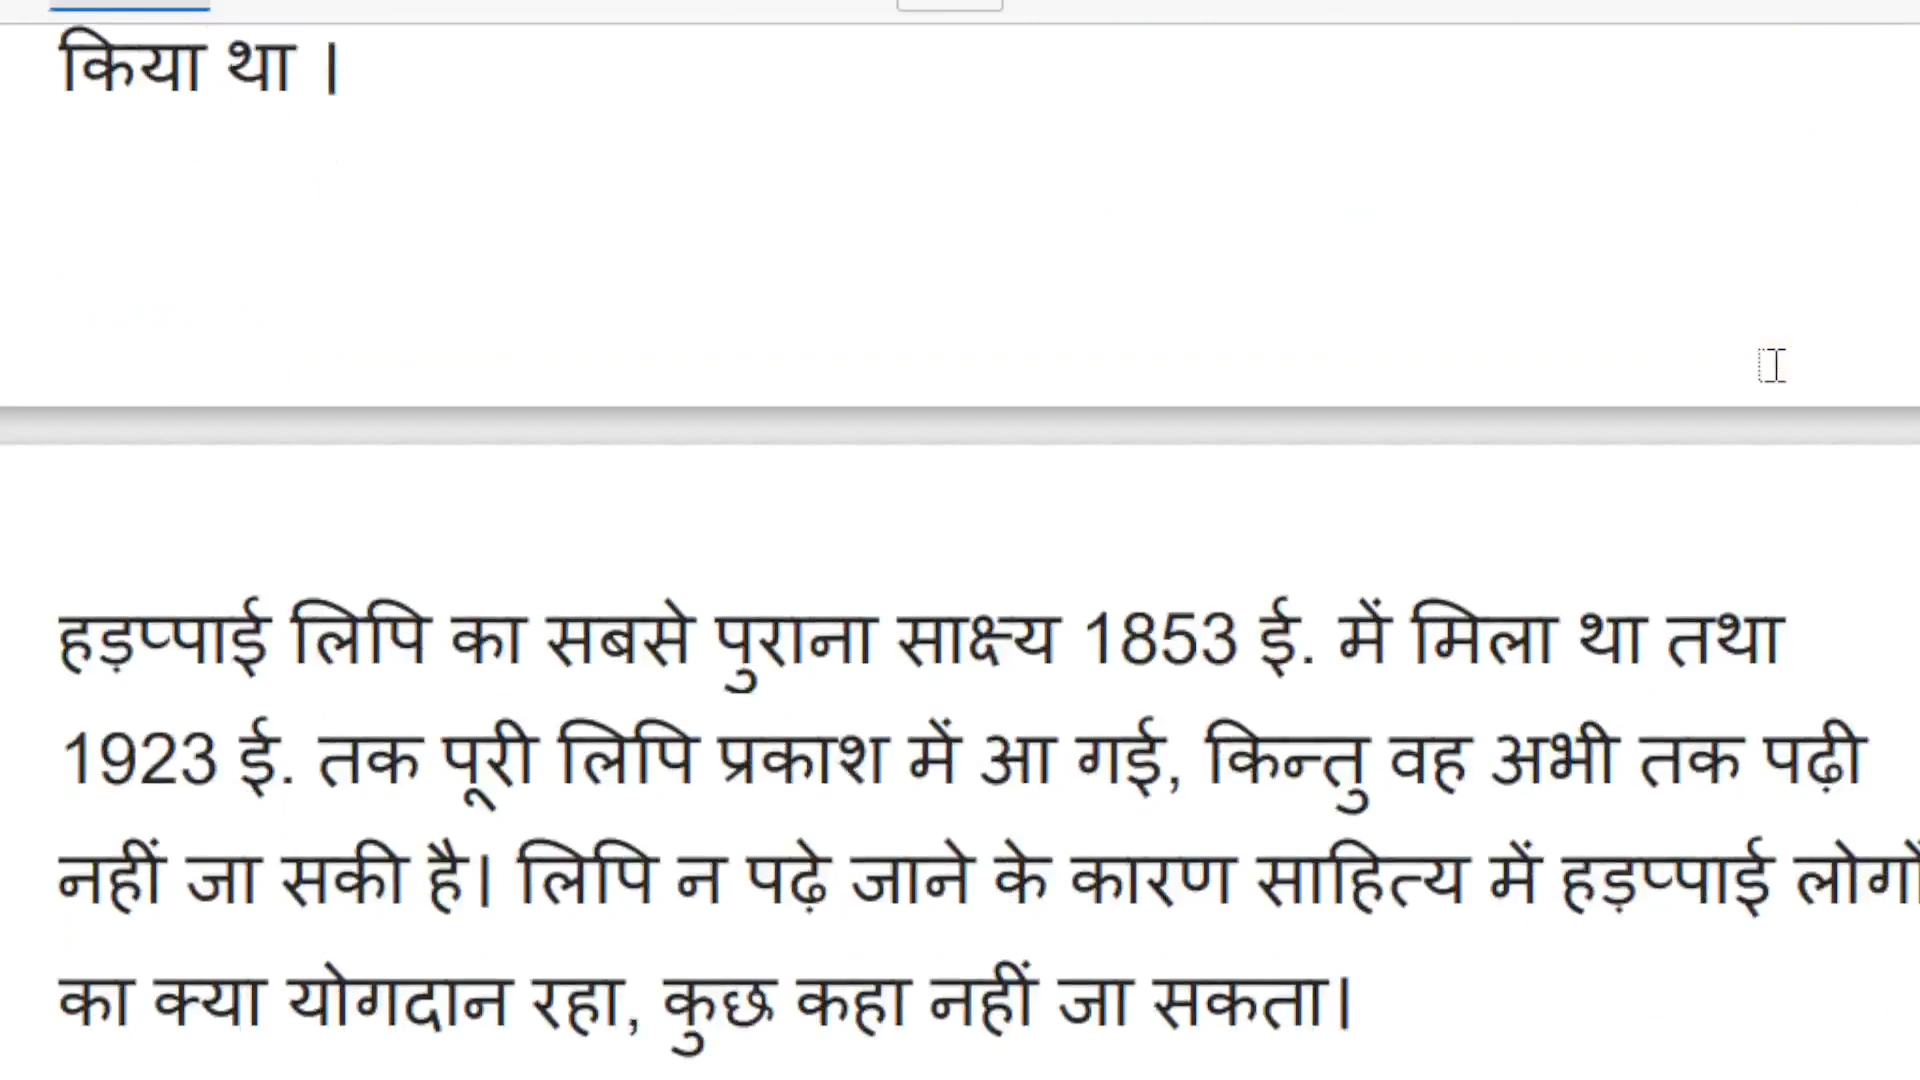 किया था ।
हड़प्पाई लिपि का सबसे पुराना साक्ष्य 1853 ई. में मिला था तथा
1923 ई. तक पूरी लिपि प्रकाश में आ गई, किन्तु वह अभी तक पढ़ी
नहीं जा सकी है। लिपि न पढ़े जाने के कारण साहित्य में हड़प्पाई लोगों
का क्या योगदान रहा, कुछ कहा नहीं जा सकता।